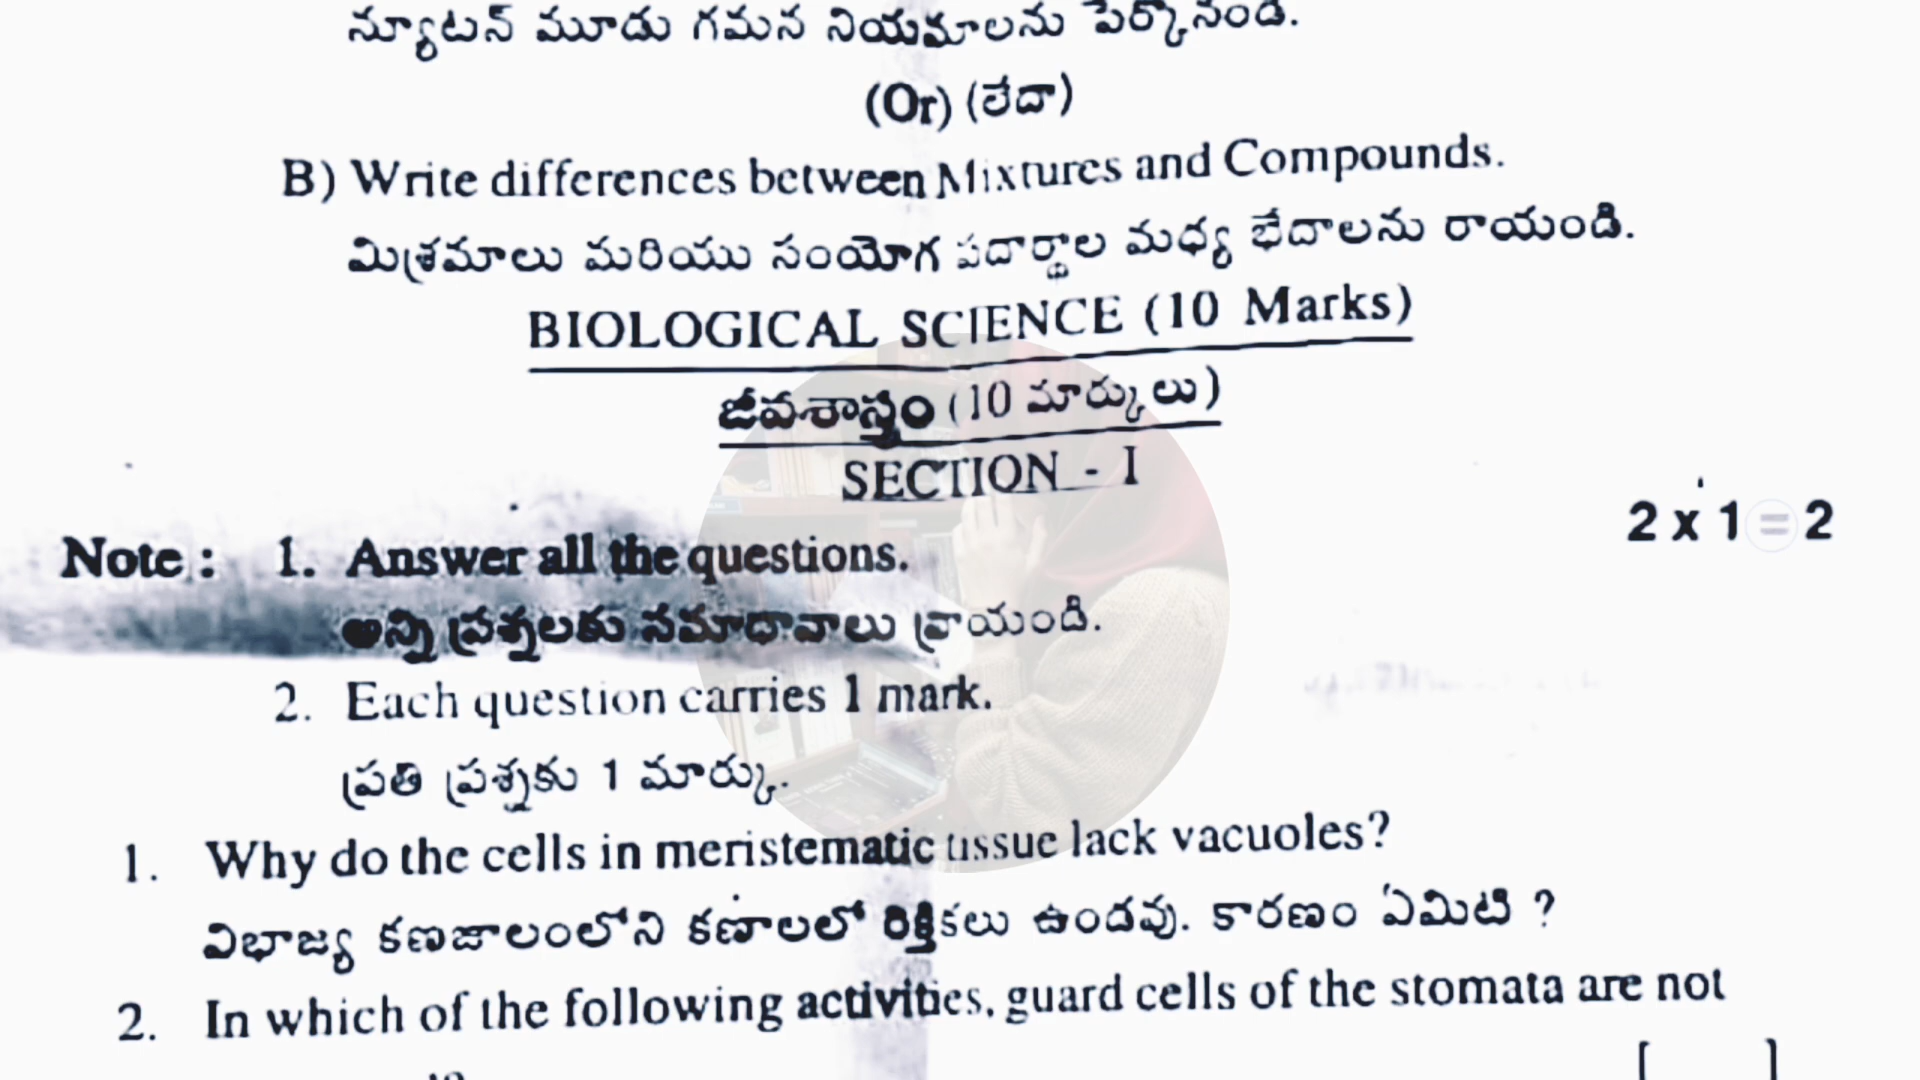 న్యూటన్ మూడు గమన నియమాలను పేర్కొనండి.
(Or) (లేదా)
B) Write differences between Mixtures and Compounds.
మిశ్రమాలు మరియు సంయోగ పదార్థాల మధ్య భేదాలను రాయండి.
BIOLOGICAL SCIENCE (10 Marks)
జీవశాస్త్రం (10 మార్కులు)
SECTION - I
2 x 1 = 2
Note : 1. Answer all the questions.
అన్ని ప్రశ్నలకు సమాధానాలు వ్రాయండి.
2. Each question carries 1 mark.
ప్రతి ప్రశ్నకు 1 మార్కు.
1. Why do the cells in meristematic tissue lack vacuoles?
విభాజ్య కణజాలంలోని కణాలలో రిక్తికలు ఉండవు. కారణం ఏమిటి ?
2. In which of the following activities, guard cells of the stomata are not
[ ]